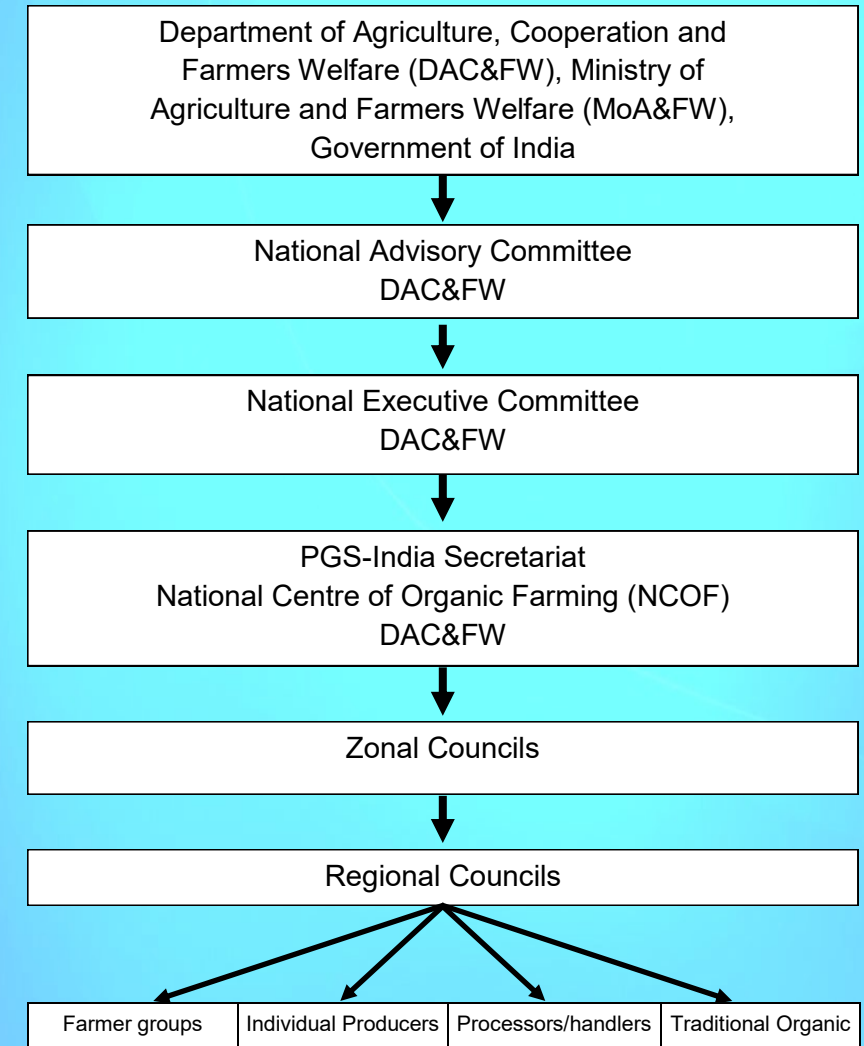 Department of Agriculture, Cooperation and
Farmers Welfare (DAC&FW), Ministry of
Agriculture and Farmers Welfare (MoA&FW),
Government of India
National Advisory Committee
DAC&FW
National Executive Committee
DAC&FW
PGS-India Secretariat
National Centre of Organic Farming (NCOF)
DAC&FW
Zonal Councils
Regional Councils
Farmer groups
Individual Producers
Processors/handlers
Traditional Organic